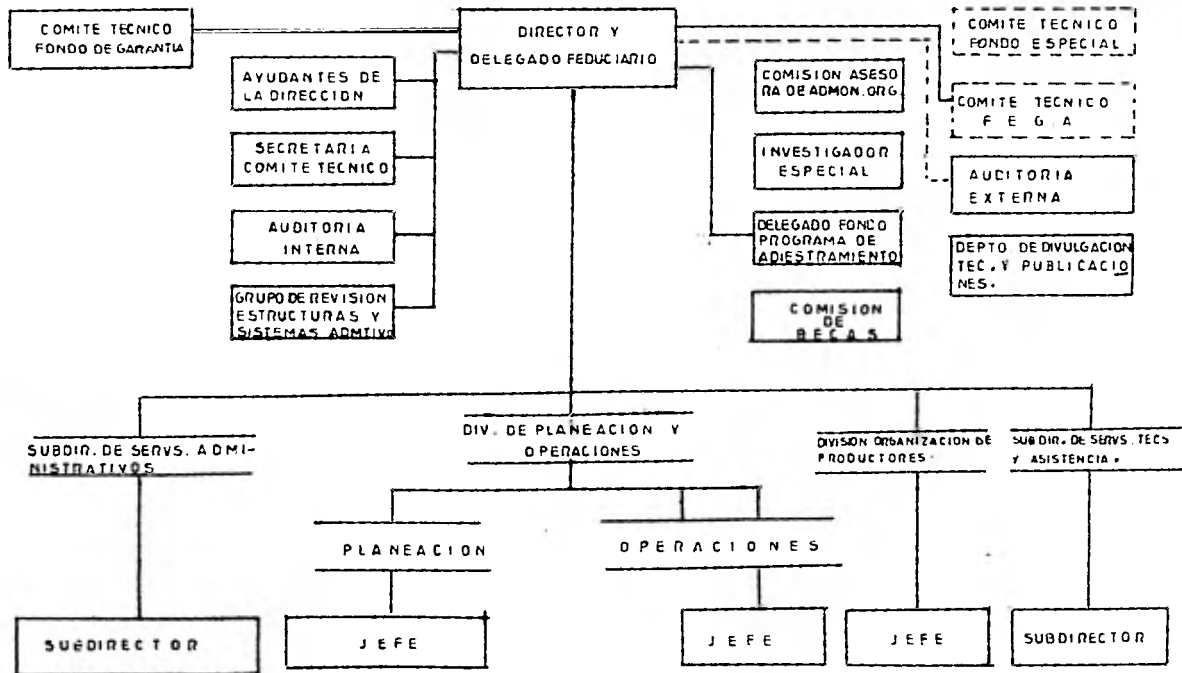 COMITE TECNICO
FONDO DE GARANTIA
DIRECTOR Y
DELEGADO FEDUCIARIO
COMITE TECNICO
FONDO ESPECIAL
AYUDANTES DE
LA DIRECCION
COMISION ASESO
RA DE ADMON. ORG.
COMITE TECNICO
F E G A
SECRETARIA
COMITE TECNICO
INVESTIGADOR
ESPECIAL
AUDITORIA
EXTERNA
AUDITORIA
INTERNA
DELEGADO FONDO
PROGRAMA DE
ADIESTRAMIENTO
DEPTO. DE DIVULGACION
TEC. Y PUBLICACIO
NES.
GRUPO DE REVISION
ESTRUCTURAS Y
SISTEMAS ADMTIVO
COMISION
DE
BECAS
SUBDIR. DE SERVS. ADMI-
NISTRATIVOS
DIV. DE PLANEACION Y
OPERACIONES
DIVISION ORGANIZACION DE
PRODUCTORES.
SUBDIR. DE SERVS. TECS
Y ASISTENCIA.
PLANEACION
OPERACIONES
SUBDIRECTOR
JEFE
JEFE
JEFE
SUBDIRECTOR